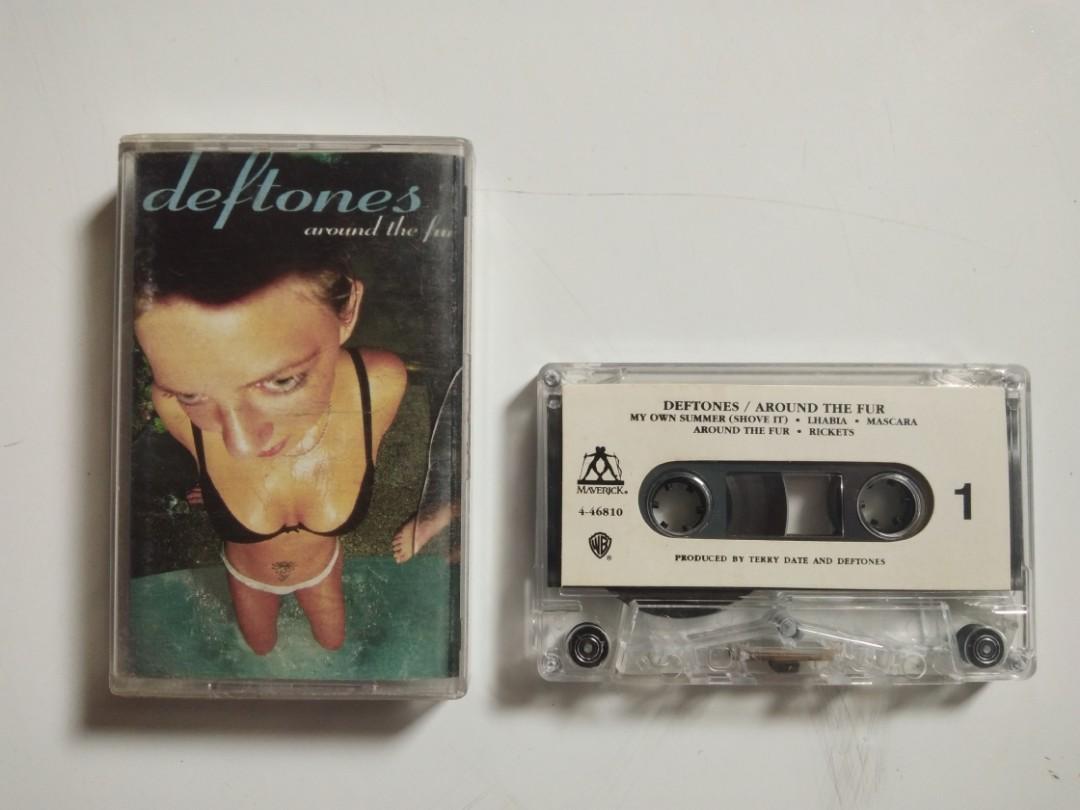 deftones
around the fur
DEFTONES / AROUND THE FUR
MY OWN SUMMER (SHOVE IT) • LHABIA • MASCARA
AROUND THE FUR • RICKETS
MAVERICK®
4-46810
WB®
1
PRODUCED BY TERRY DATE AND DEFTONES